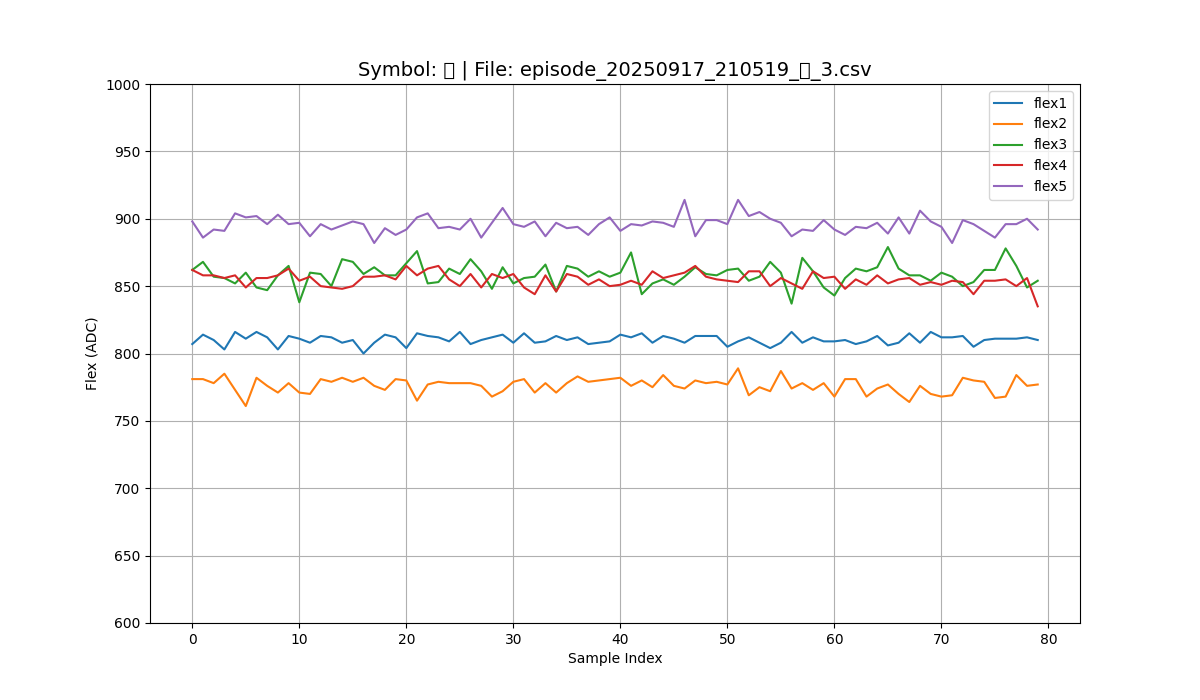 Symbol: | File: episode_20250917_210519_ _3.csv
1000
950
900
850
800
750
700
650
600
Flex (ADC)
0 10 20 30 40 50 60 70 80
Sample Index
flex1
flex2
flex3
flex4
flex5